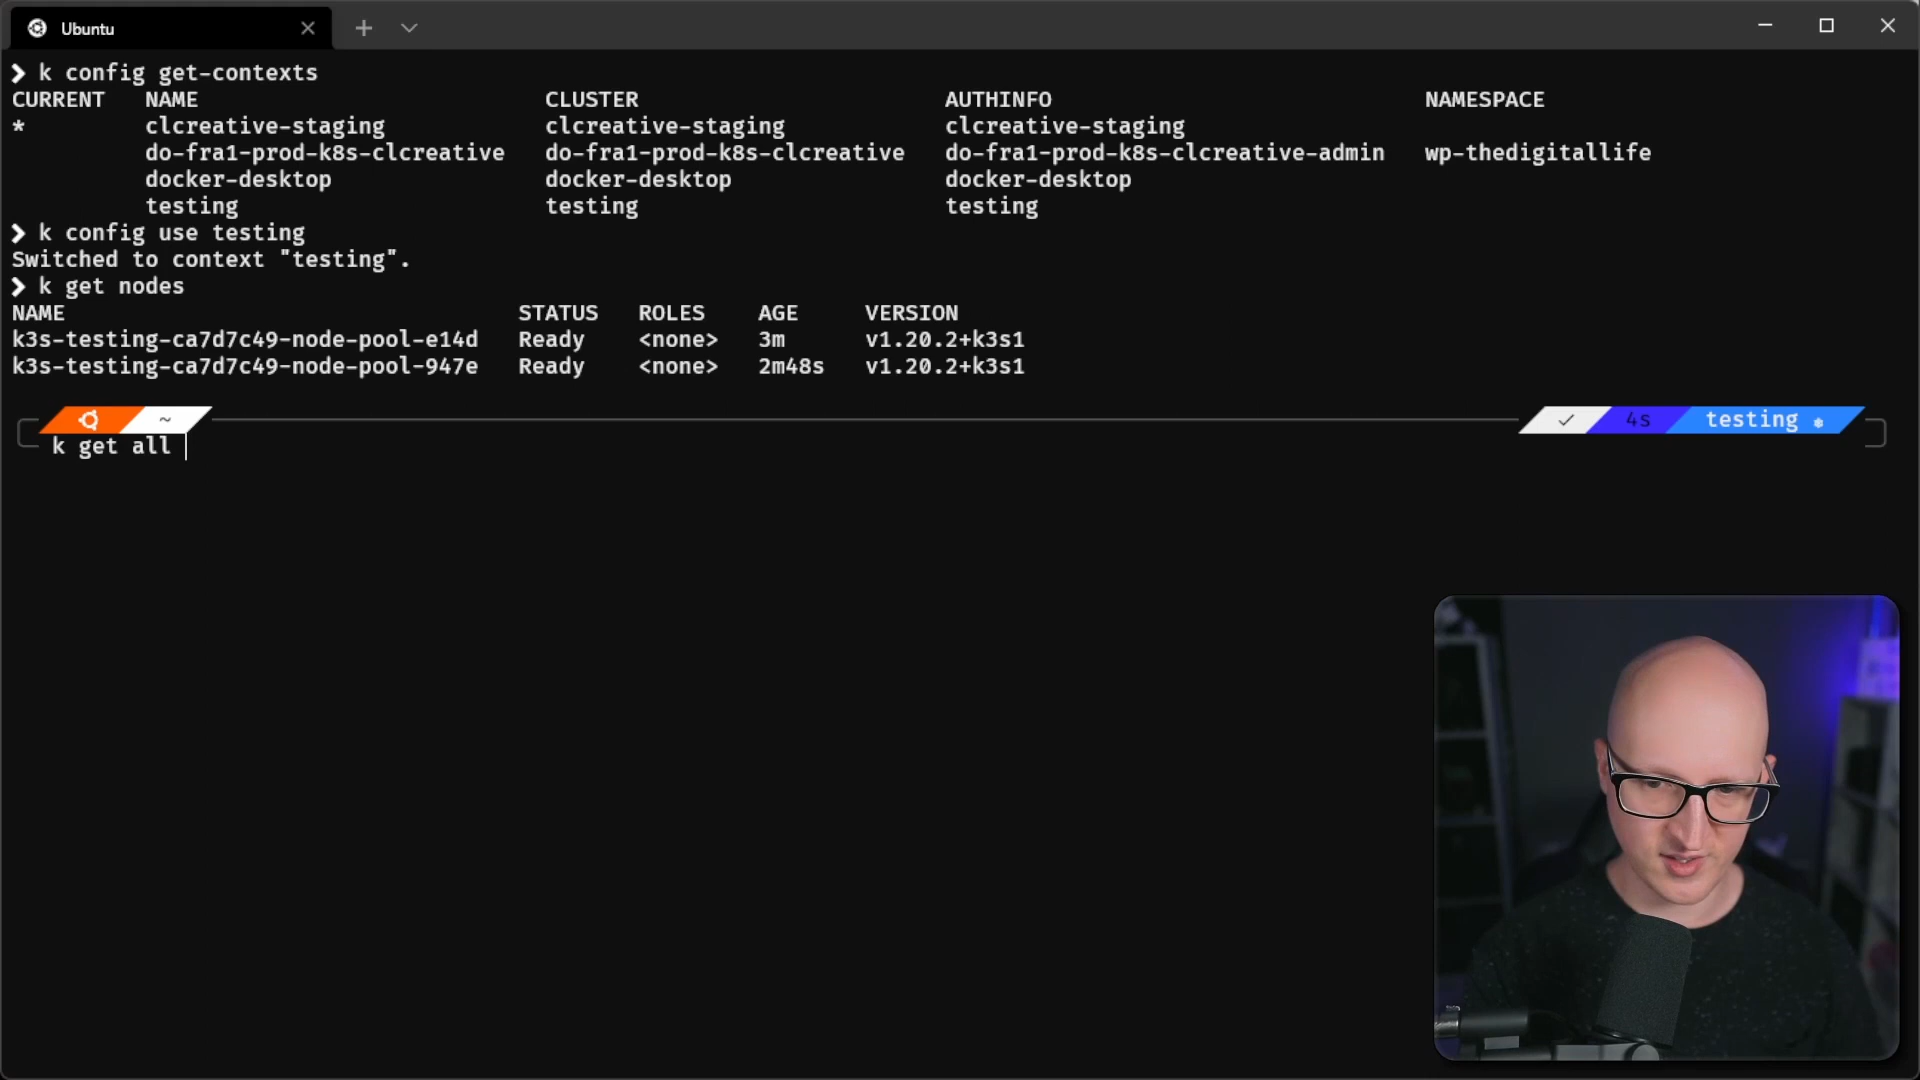 Ubuntu
❯ k config get-contexts
CURRENT   NAME                          CLUSTER                       AUTHINFO                            NAMESPACE
*         clcreative-staging            clcreative-staging            clcreative-staging
          do-fra1-prod-k8s-clcreative   do-fra1-prod-k8s-clcreative   do-fra1-prod-k8s-clcreative-admin   wp-thedigitallife
          docker-desktop                docker-desktop                docker-desktop
          testing                       testing                       testing
❯ k config use testing
Switched to context "testing".
❯ k get nodes
NAME                                  STATUS   ROLES    AGE     VERSION
k3s-testing-ca7d7c49-node-pool-e14d   Ready    <none>   3m      v1.20.2+k3s1
k3s-testing-ca7d7c49-node-pool-947e   Ready    <none>   2m48s   v1.20.2+k3s1
~ ✓ 4s testing
k get all